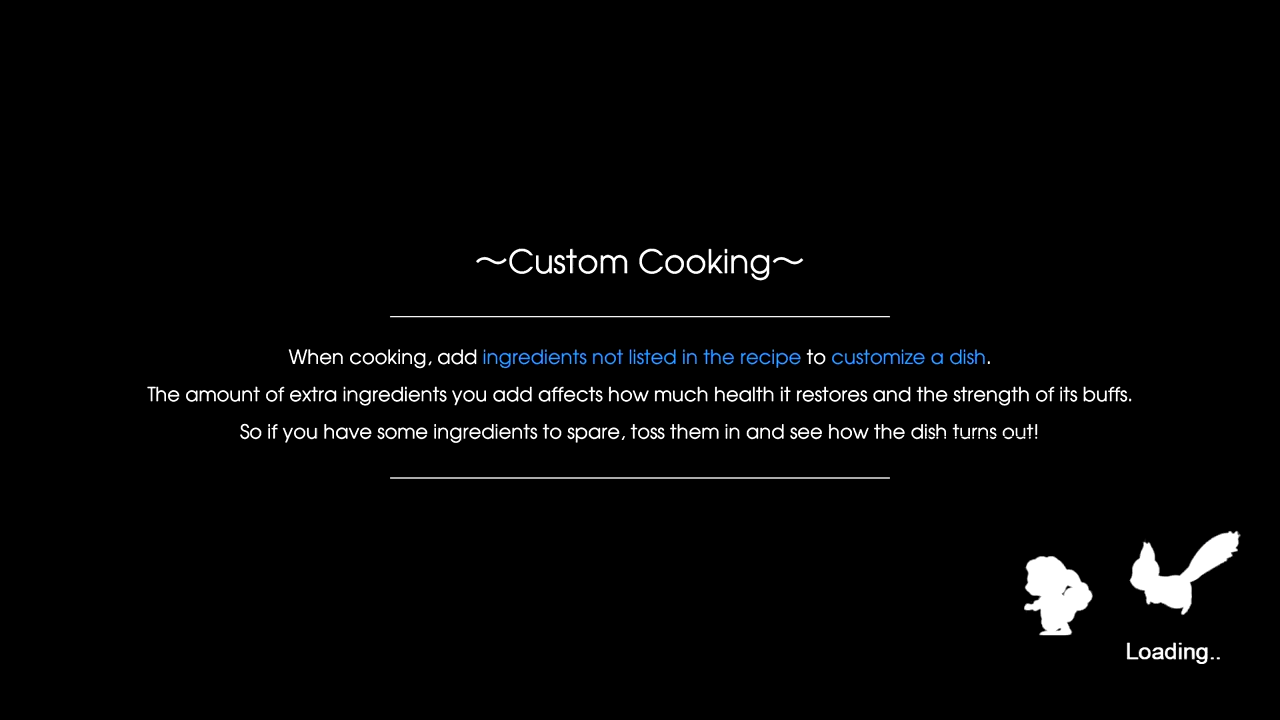 ～Custom Cooking～
When cooking, add ingredients not listed in the recipe to customize a dish.
The amount of extra ingredients you add affects how much health it restores and the strength of its buffs.
So if you have some ingredients to spare, toss them in and see how the dish turns out!
Loading..